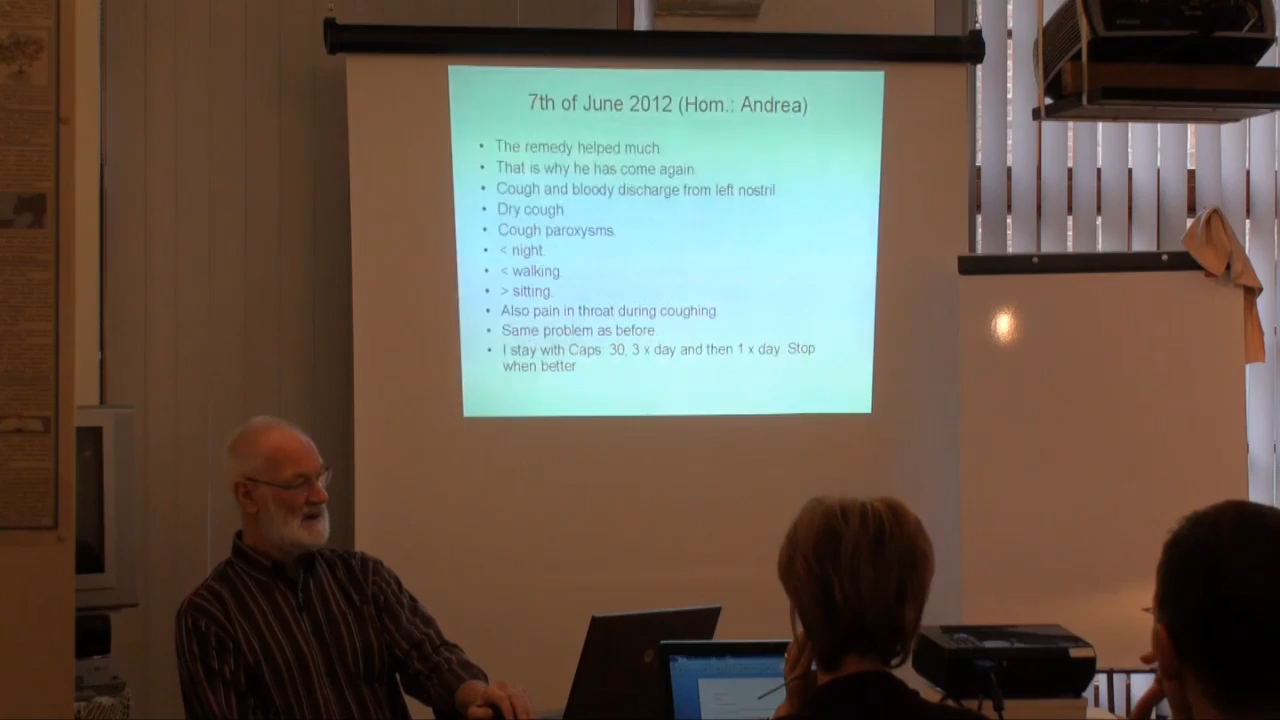 7th of June 2012 (Hom.: Andrea)
• The remedy helped much.
• That is why he has come again.
• Cough and bloody discharge from left nostril
• Dry cough
• Cough paroxysms.
• < night.
• < walking.
• > sitting.
• Also pain in throat during coughing.
• Same problem as before
• I stay with Caps. 30, 3 x day and then 1 x day. Stop
when better